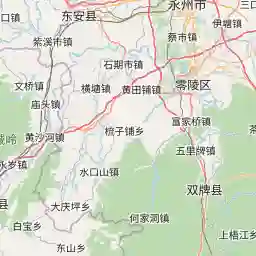 东安县
永州市
伊塘镇
蔡市镇
紫溪市镇
石期市镇
文桥镇
横塘镇
黄田铺镇
零陵区
庙头镇
黄沙河镇
梳子铺乡
富家桥镇
五里牌镇
水口山镇
双牌县
大庆坪乡
何家洞镇
白宝乡
上梧江乡
东山乡